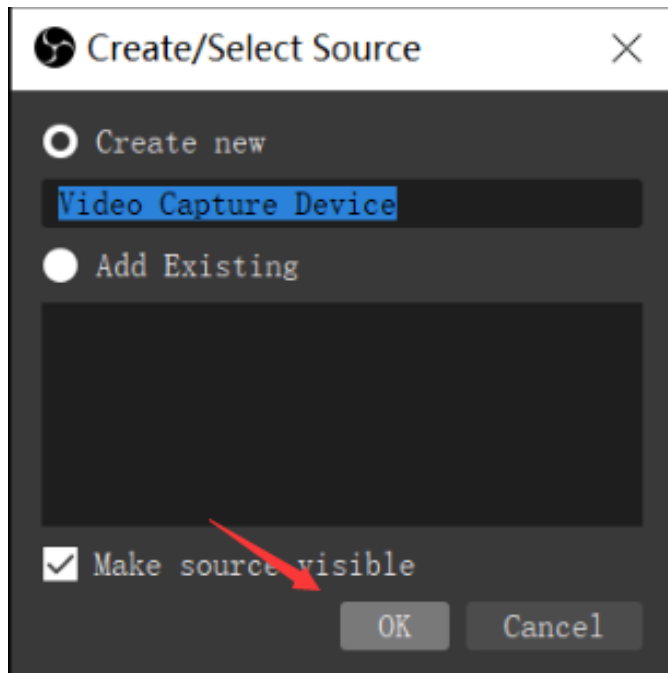 Create/Select Source
Create new
Video Capture Device
Add Existing
Make source visible
OK Cancel